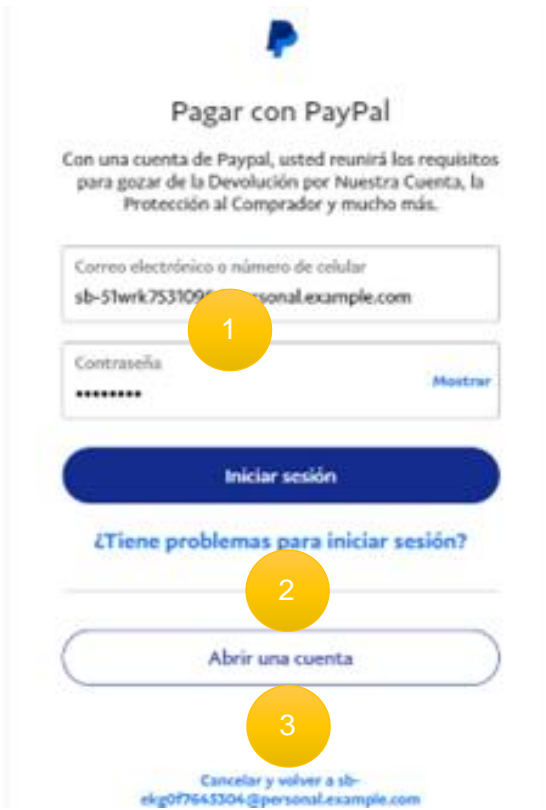 Pagar con PayPal
Con una cuenta de Paypal, usted reunirá los requisitos
para gozar de la Devolución por Nuestra Cuenta, la
Protección al Comprador y mucho más.
Correo electrónico o número de celular
1
Contraseña
••••••••
Mostrar
Iniciar sesión
¿Tiene problemas para iniciar sesión?
2
Abrir una cuenta
3
Cancelar y volver a sb-
ekg0f7645304@personal.example.com